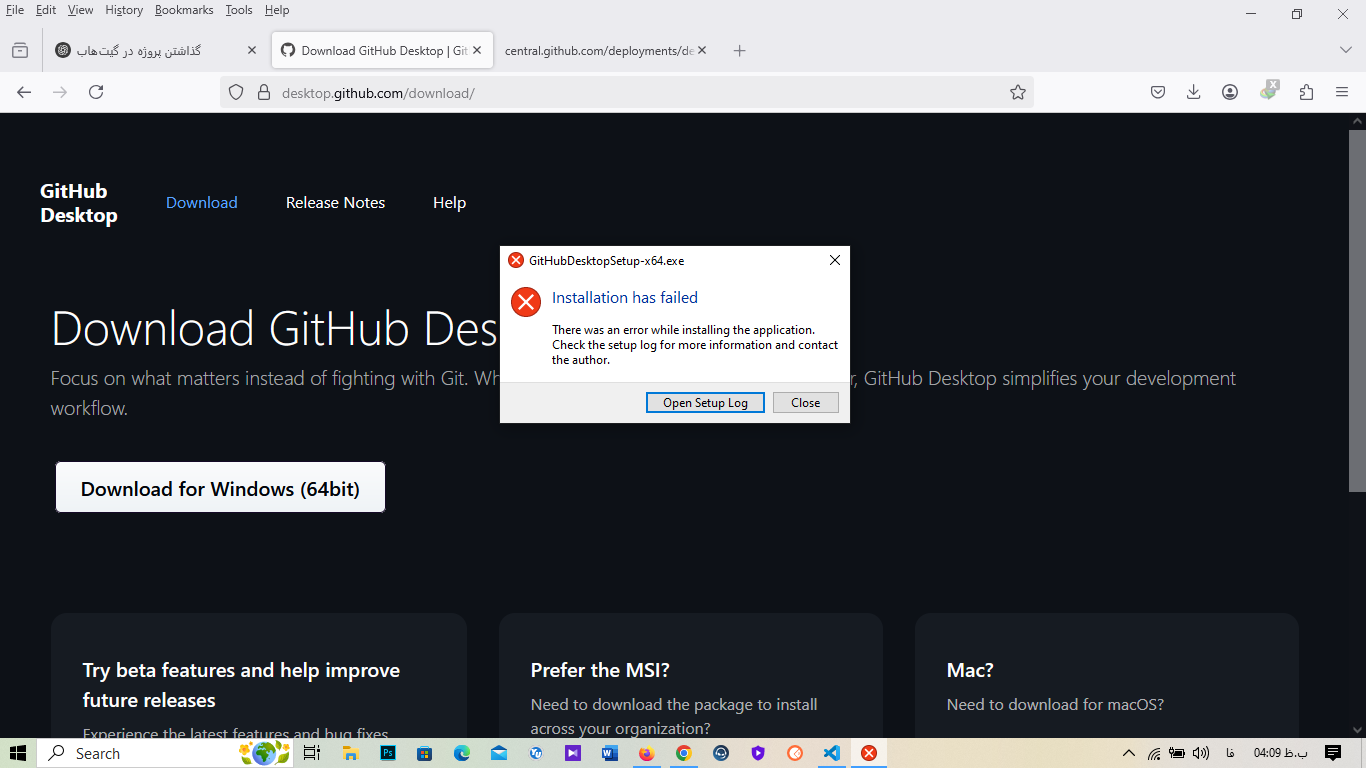 File Edit View History Bookmarks Tools Help
گذاشتن پروژه در گیت‌هاب
Download GitHub Desktop | Git
central.github.com/deployments/de
desktop.github.com/download/
GitHub
Desktop
Download
Release Notes
Help
GitHubDesktopSetup-x64.exe
Installation has failed
There was an error while installing the application.
Check the setup log for more information and contact
the author.
Open Setup Log
Close
Download GitHub Des
Focus on what matters instead of fighting with Git. Wh
, GitHub Desktop simplifies your development
workflow.
Download for Windows (64bit)
Try beta features and help improve
future releases
Experience the latest features and bug fixes
Prefer the MSI?
Need to download the package to install
across your organization?
Mac?
Need to download for macOS?
Search
فا
04:09 ب.ظ